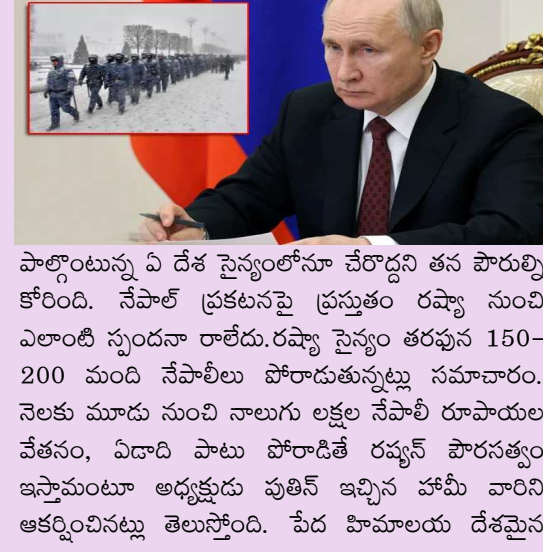 పాల్గొంటున్న ఏ దేశ సైన్యంలోనూ చేరొద్దని తన పౌరుల్ని
కోరింది. నేపాల్ ప్రకటనపై ప్రస్తుతం రష్యా నుంచి
ఎలాంటి స్పందనా రాలేదు.రష్యా సైన్యం తరఫున 150-
200 మంది నేపాలీలు పోరాడుతున్నట్లు సమాచారం.
నెలకు మూడు నుంచి నాలుగు లక్షల నేపాలీ రూపాయల
వేతనం, ఏడాది పాటు పోరాడితే రష్యన్ పౌరసత్వం
ఇస్తామంటూ అధ్యక్షుడు పుతిన్ ఇచ్చిన హామీ వారిని
ఆకర్షించినట్లు తెలుస్తోంది. పేద హిమాలయ దేశమైన